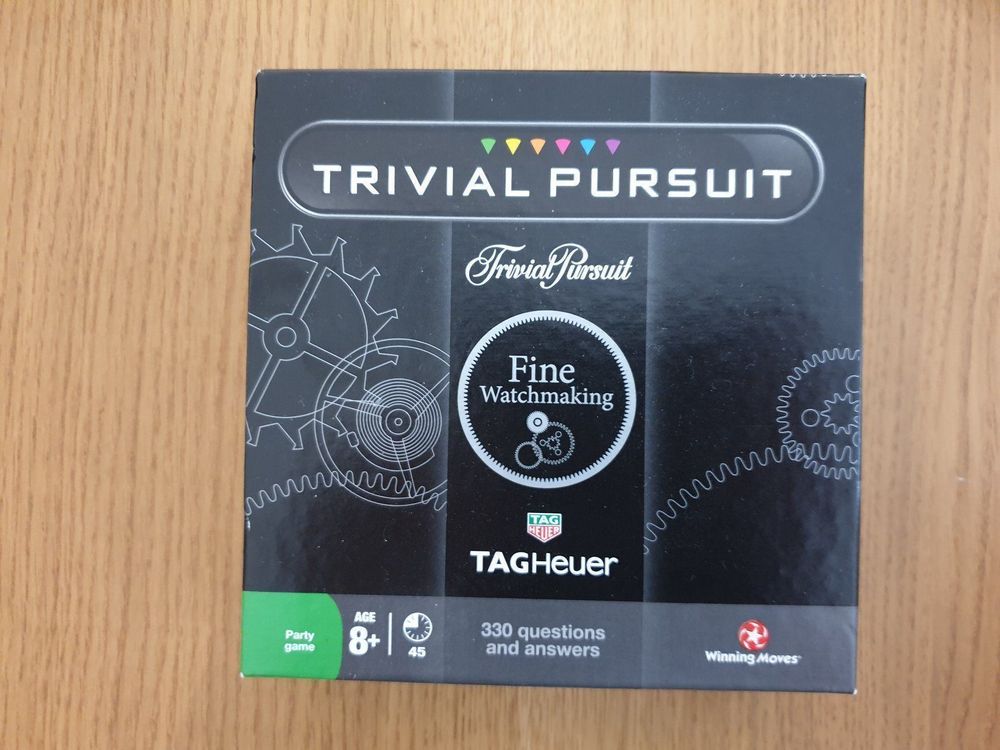 TRIVIAL PURSUIT
Trivial Pursuit
Fine
Watchmaking
TAG
HEUER
TAGHeuer
Party
game
AGE
8+
45
330 questions
and answers
Winning Moves